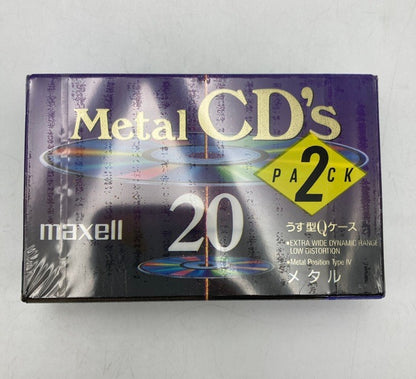 Metal CD's
2
PACK
maxell
20
うす型Qケース
•EXTRA WIDE DYNAMIC RANGE
LOW DISTORTION
•Metal Position Type IV
メタル